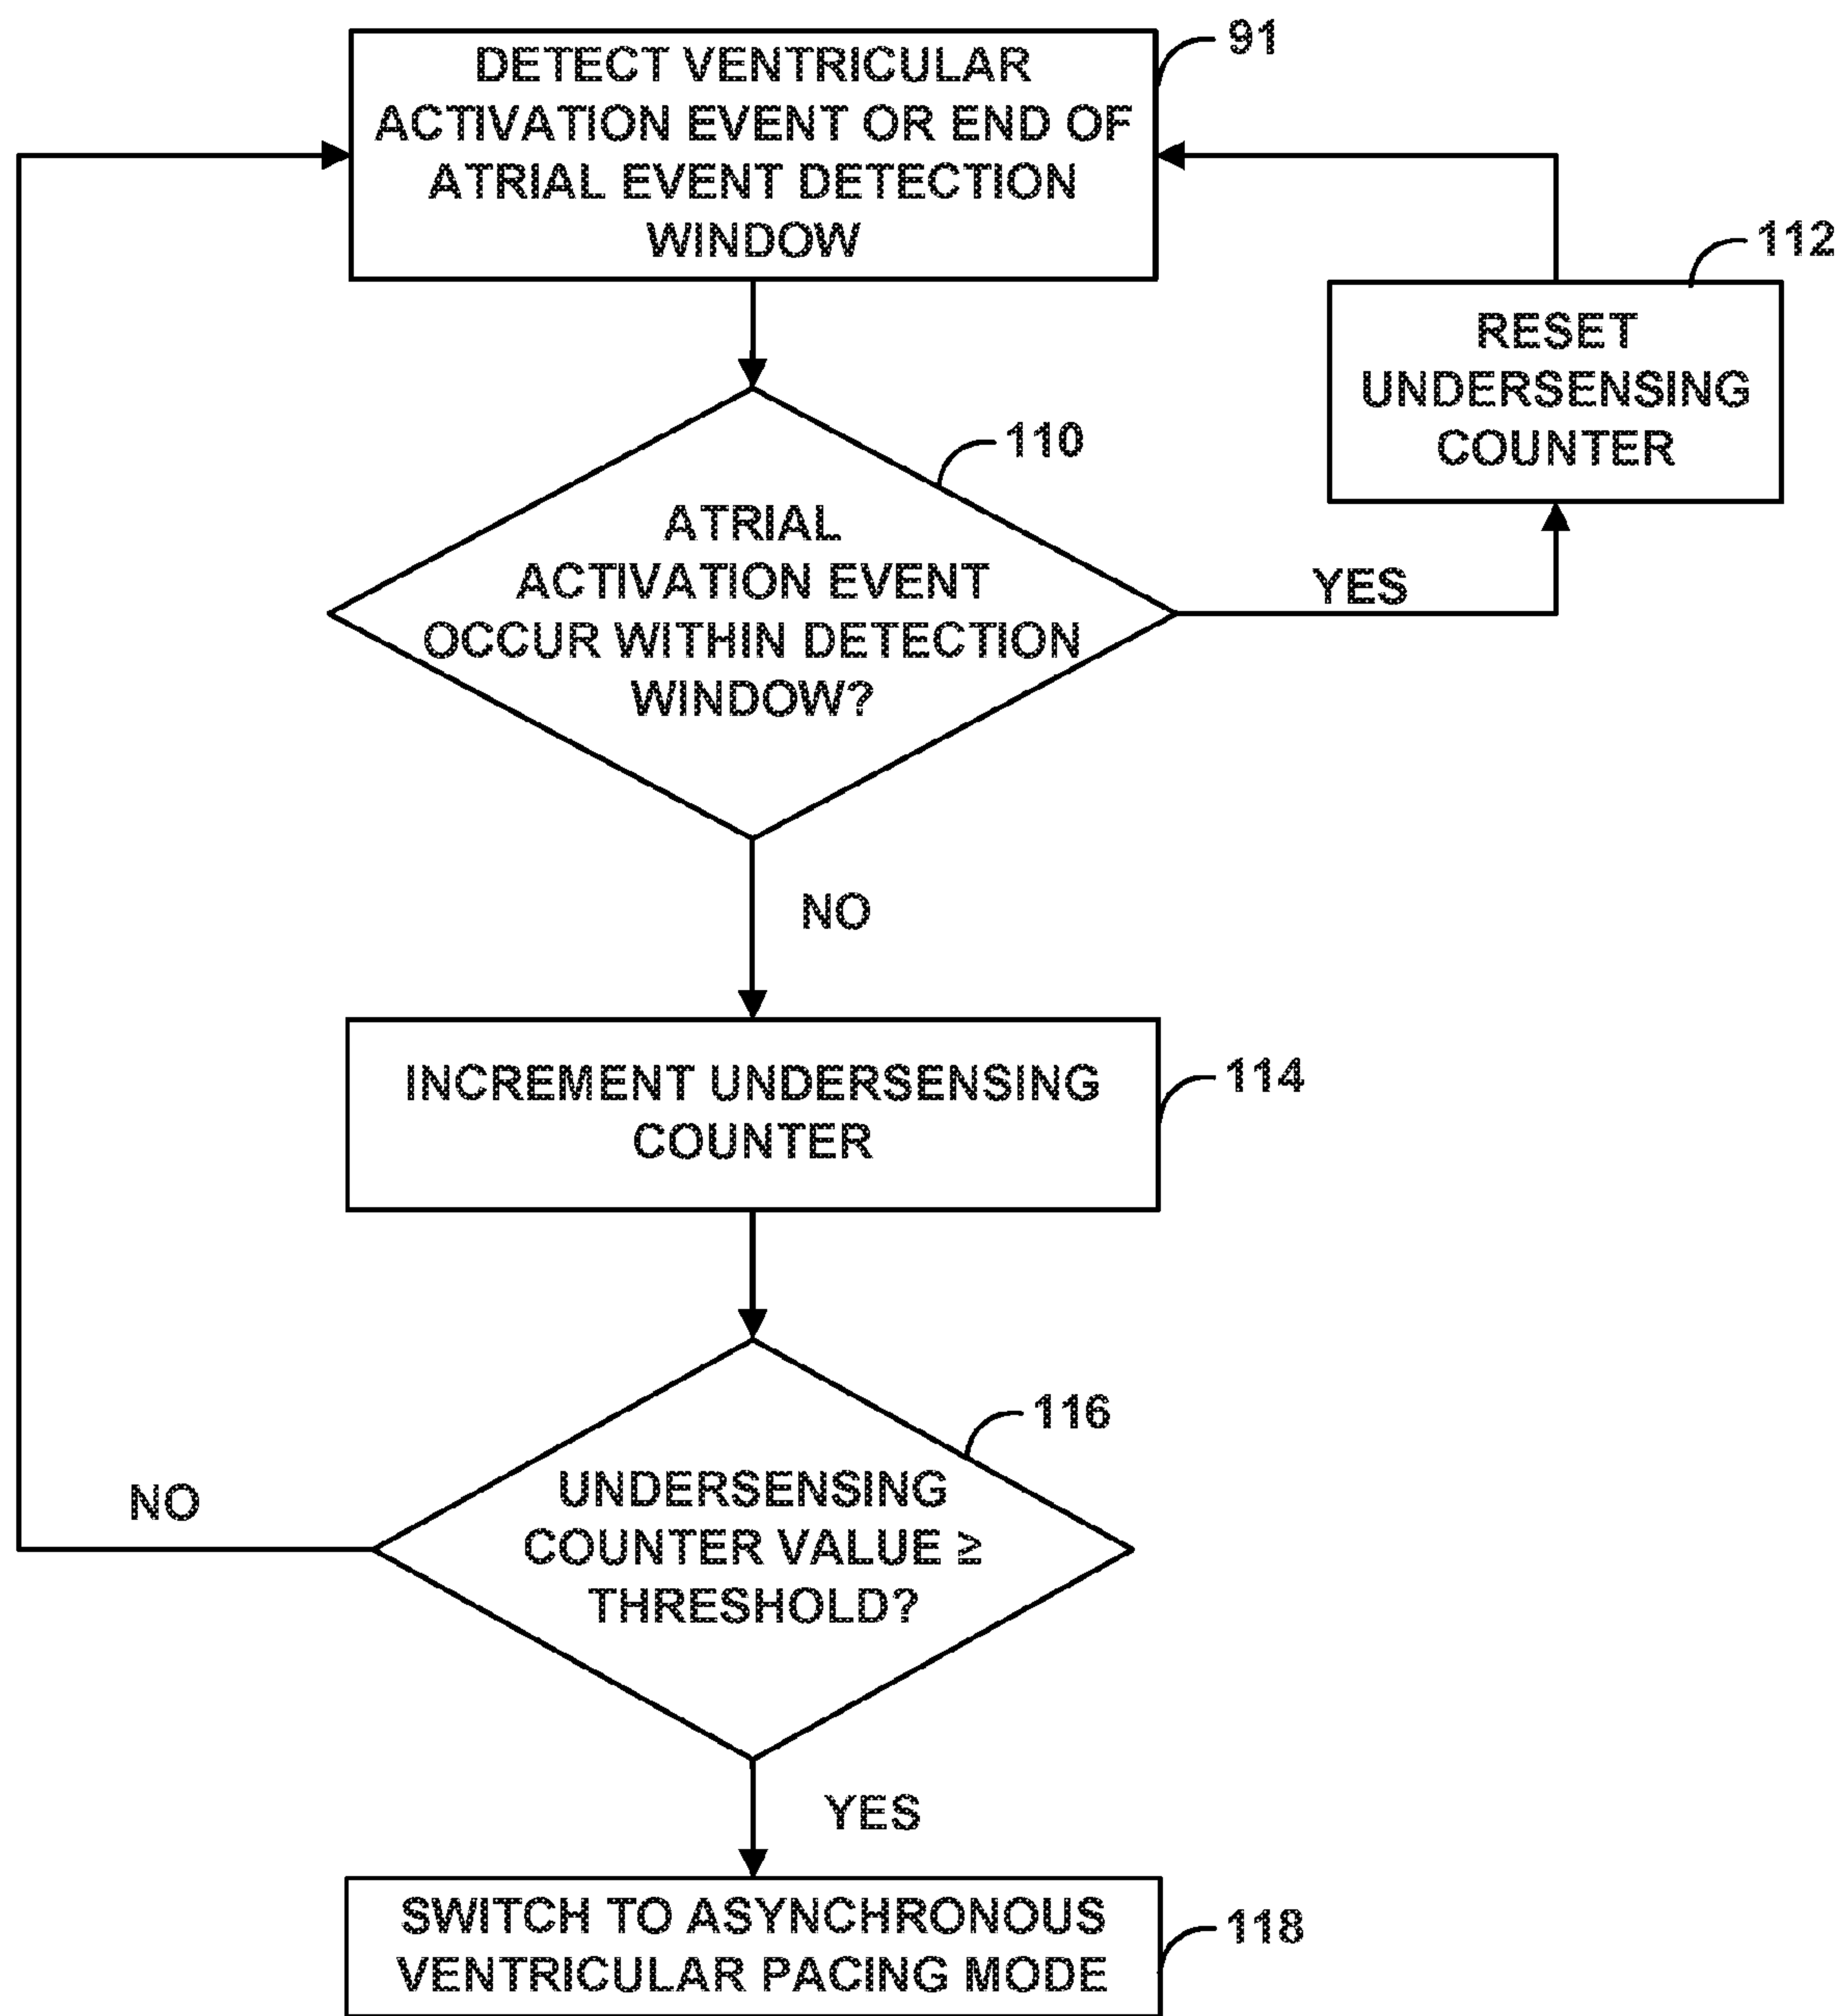 DETECT VENTRICULAR
ACTIVATION EVENT OR END OF
ATRIAL EVENT DETECTION
WINDOW
91
RESET
UNDERSENSING
COUNTER
112
ATRIAL
ACTIVATION EVENT
OCCUR WITHIN DETECTION
WINDOW?
110
YES
NO
INCREMENT UNDERSENSING
COUNTER
114
UNDERSENSING
COUNTER VALUE ≥
THRESHOLD?
116
NO
YES
SWITCH TO ASYNCHRONOUS
VENTRICULAR PACING MODE
118